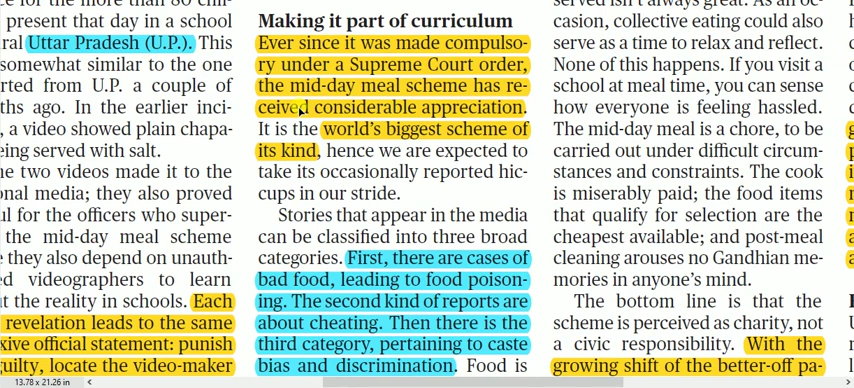 for the more than 80 chil-
present that day in a school
Uttar Pradesh (U.P.). This
somewhat similar to the one
from U.P. a couple of
ago. In the earlier inci-
, a video showed plain chapa-
served with salt.
two videos made it to the
media; they also proved
for the officers who super-
the mid-day meal scheme
they also depend on unauth-
videographers to learn
the reality in schools. Each
revelation leads to the same
official statement: punish
guilty, locate the video-maker
Making it part of curriculum
Ever since it was made compulso-
ry under a Supreme Court order,
the mid-day meal scheme has re-
ceived considerable appreciation.
It is the world's biggest scheme of
its kind, hence we are expected to
take its occasionally reported hic-
cups in our stride.
Stories that appear in the media
can be classified into three broad
categories. First, there are cases of
bad food, leading to food poison-
ing. The second kind of reports are
about cheating. Then there is the
third category, pertaining to caste
bias and discrimination. Food is
served isn't always great. As an oc-
casion, collective eating could also
serve as a time to relax and reflect.
None of this happens. If you visit a
school at meal time, you can sense
how everyone is feeling hassled.
The mid-day meal is a chore, to be
carried out under difficult circum-
stances and constraints. The cook
is miserably paid; the food items
that qualify for selection are the
cheapest available; and post-meal
cleaning arouses no Gandhian me-
mories in anyone's mind.
The bottom line is that the
scheme is perceived as charity, not
a civic responsibility. With the
growing shift of the better-off pa-
13.78 x 21.26 in